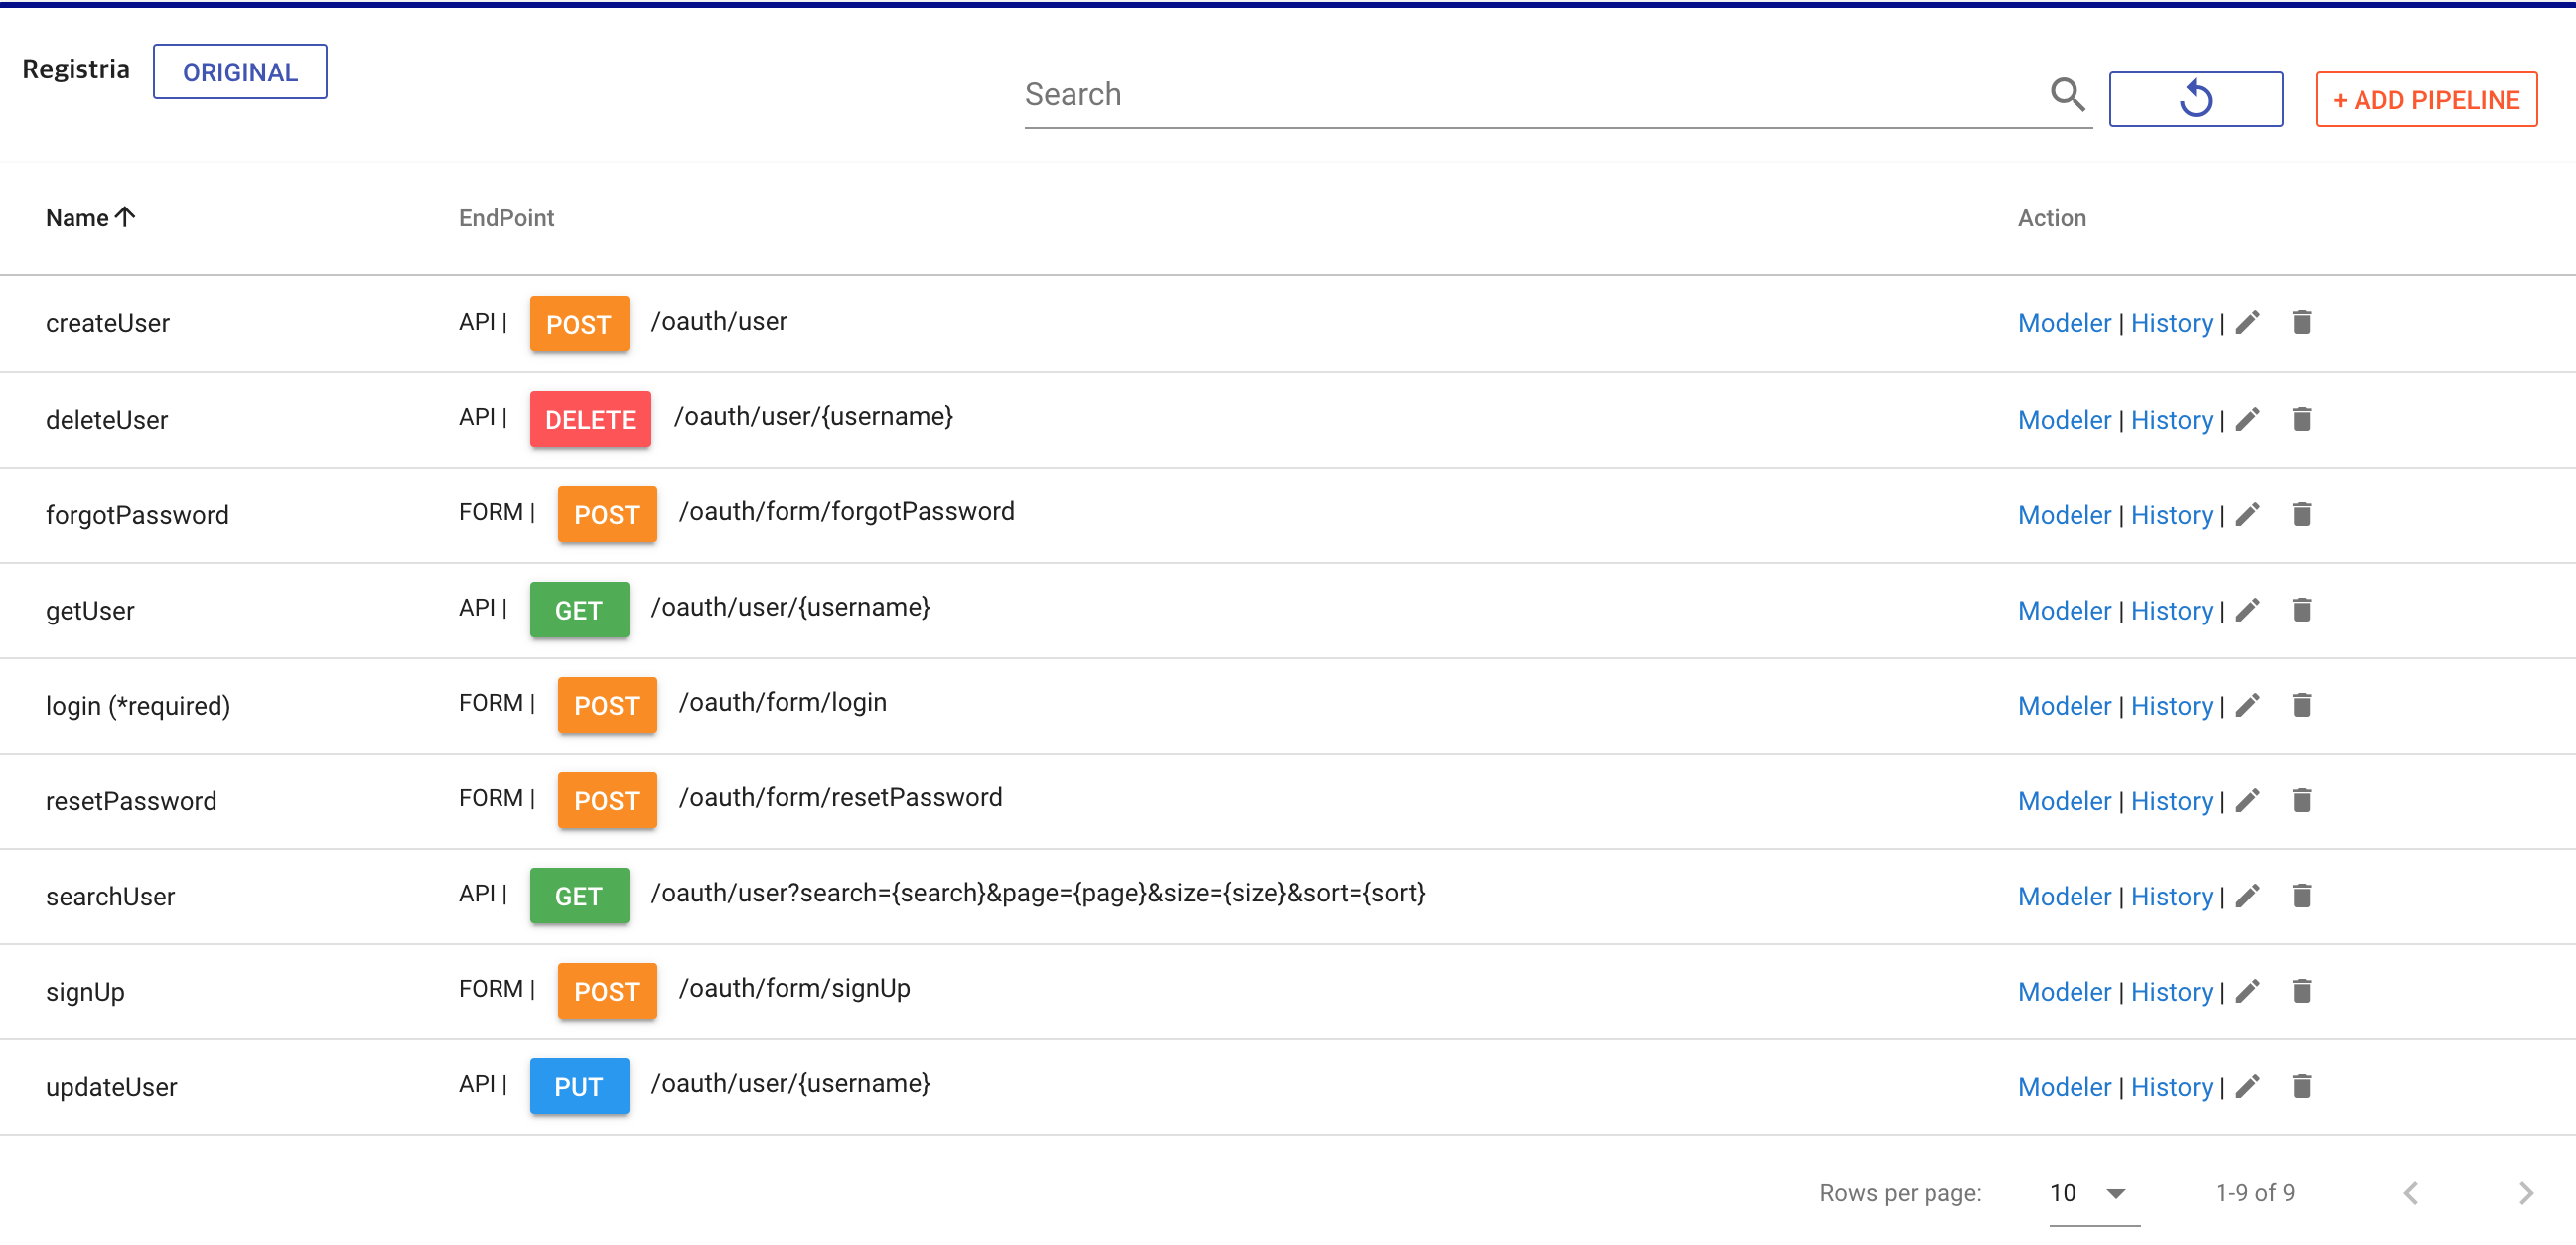 Registria ORIGINAL
Search + ADD PIPELINE
Name EndPoint Action
createUser API | POST /oauth/user Modeler | History |
deleteUser API | DELETE /oauth/user/{username} Modeler | History |
forgotPassword FORM | POST /oauth/form/forgotPassword Modeler | History |
getUser API | GET /oauth/user/{username} Modeler | History |
login (*required) FORM | POST /oauth/form/login Modeler | History |
resetPassword FORM | POST /oauth/form/resetPassword Modeler | History |
searchUser API | GET /oauth/user?search={search}&page={page}&size={size}&sort={sort} Modeler | History |
signUp FORM | POST /oauth/form/signUp Modeler | History |
updateUser API | PUT /oauth/user/{username} Modeler | History |
Rows per page: 10 1-9 of 9